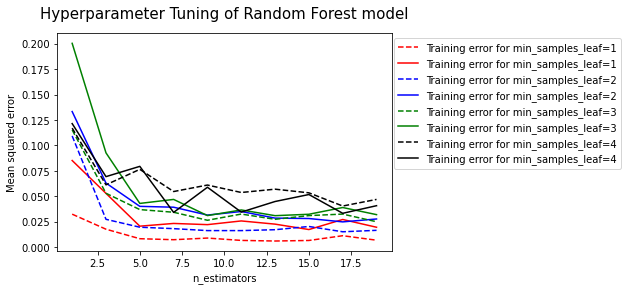 Hyperparameter Tuning of Random Forest model
Mean squared error
0.200
0.175
0.150
0.125
0.100
0.075
0.050
0.025
0.000
2.5 5.0 7.5 10.0 12.5 15.0 17.5
n_estimators
Training error for min_samples_leaf=1
Training error for min_samples_leaf=1
Training error for min_samples_leaf=2
Training error for min_samples_leaf=2
Training error for min_samples_leaf=3
Training error for min_samples_leaf=3
Training error for min_samples_leaf=4
Training error for min_samples_leaf=4